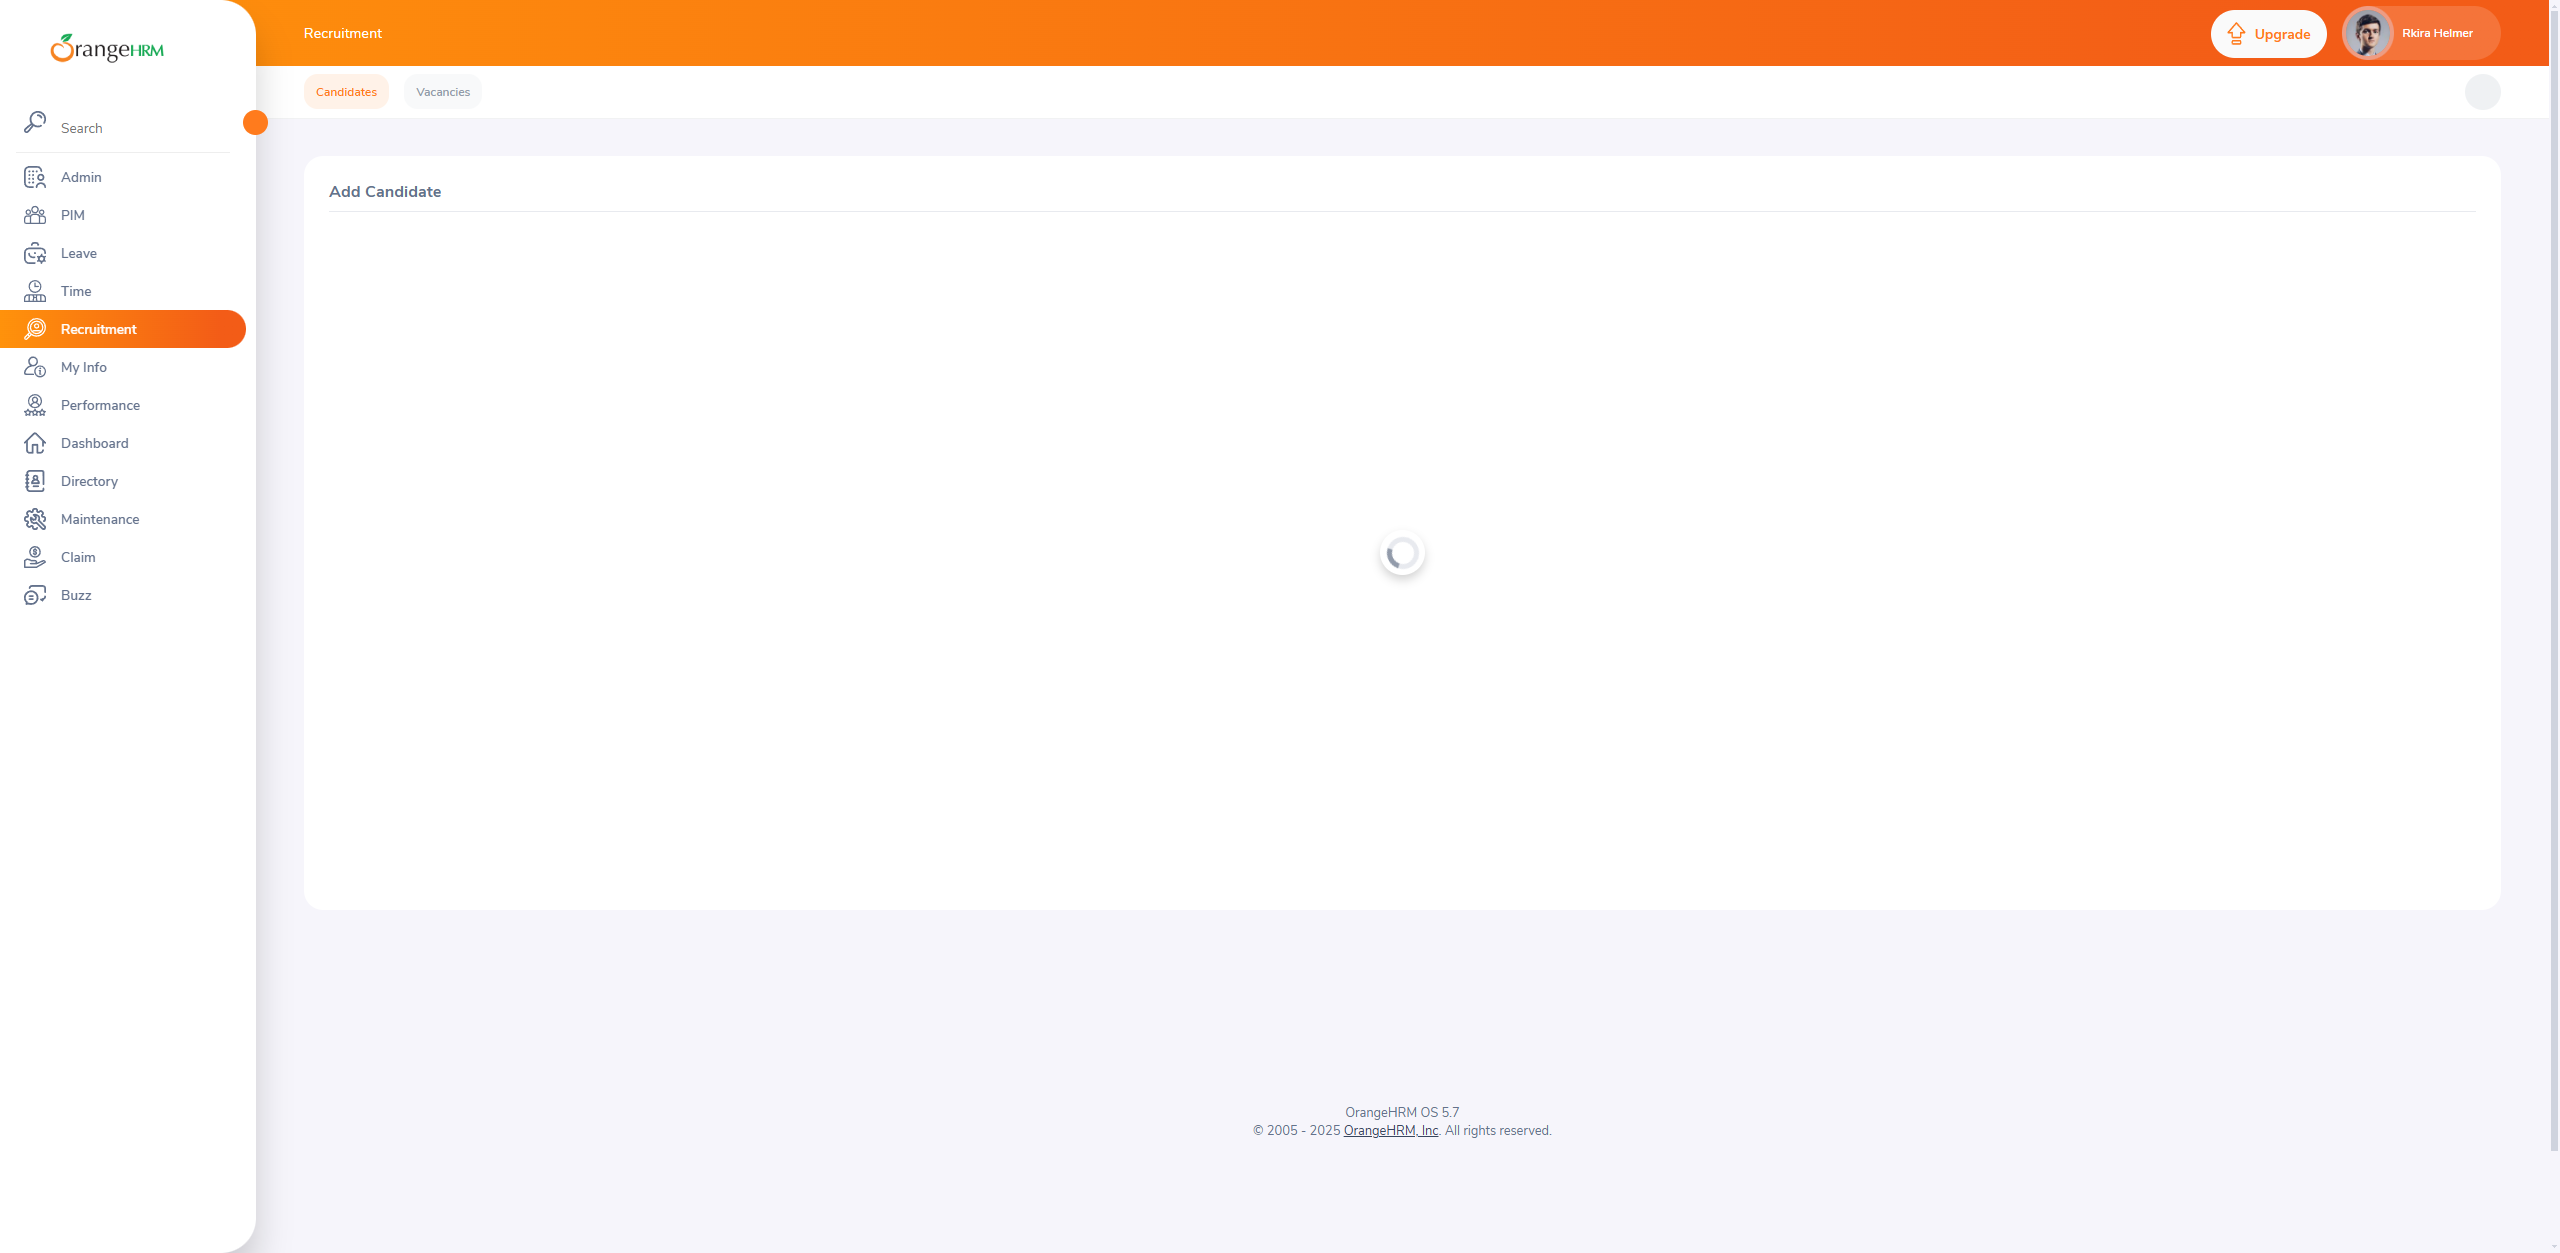 OrangeHRM
Recruitment
Upgrade
Rkira Helmer
Candidates
Vacancies
Search
Admin
PIM
Leave
Time
Recruitment
My Info
Performance
Dashboard
Directory
Maintenance
Claim
Buzz
Add Candidate
OrangeHRM OS 5.7
© 2005 - 2025 OrangeHRM, Inc. All rights reserved.